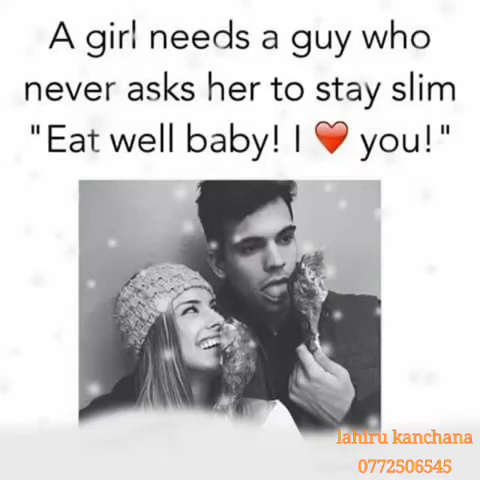 A girl needs a guy who
never asks her to stay slim
"Eat well baby! I ❤️ you!"
lahiru kanchana
0772506545